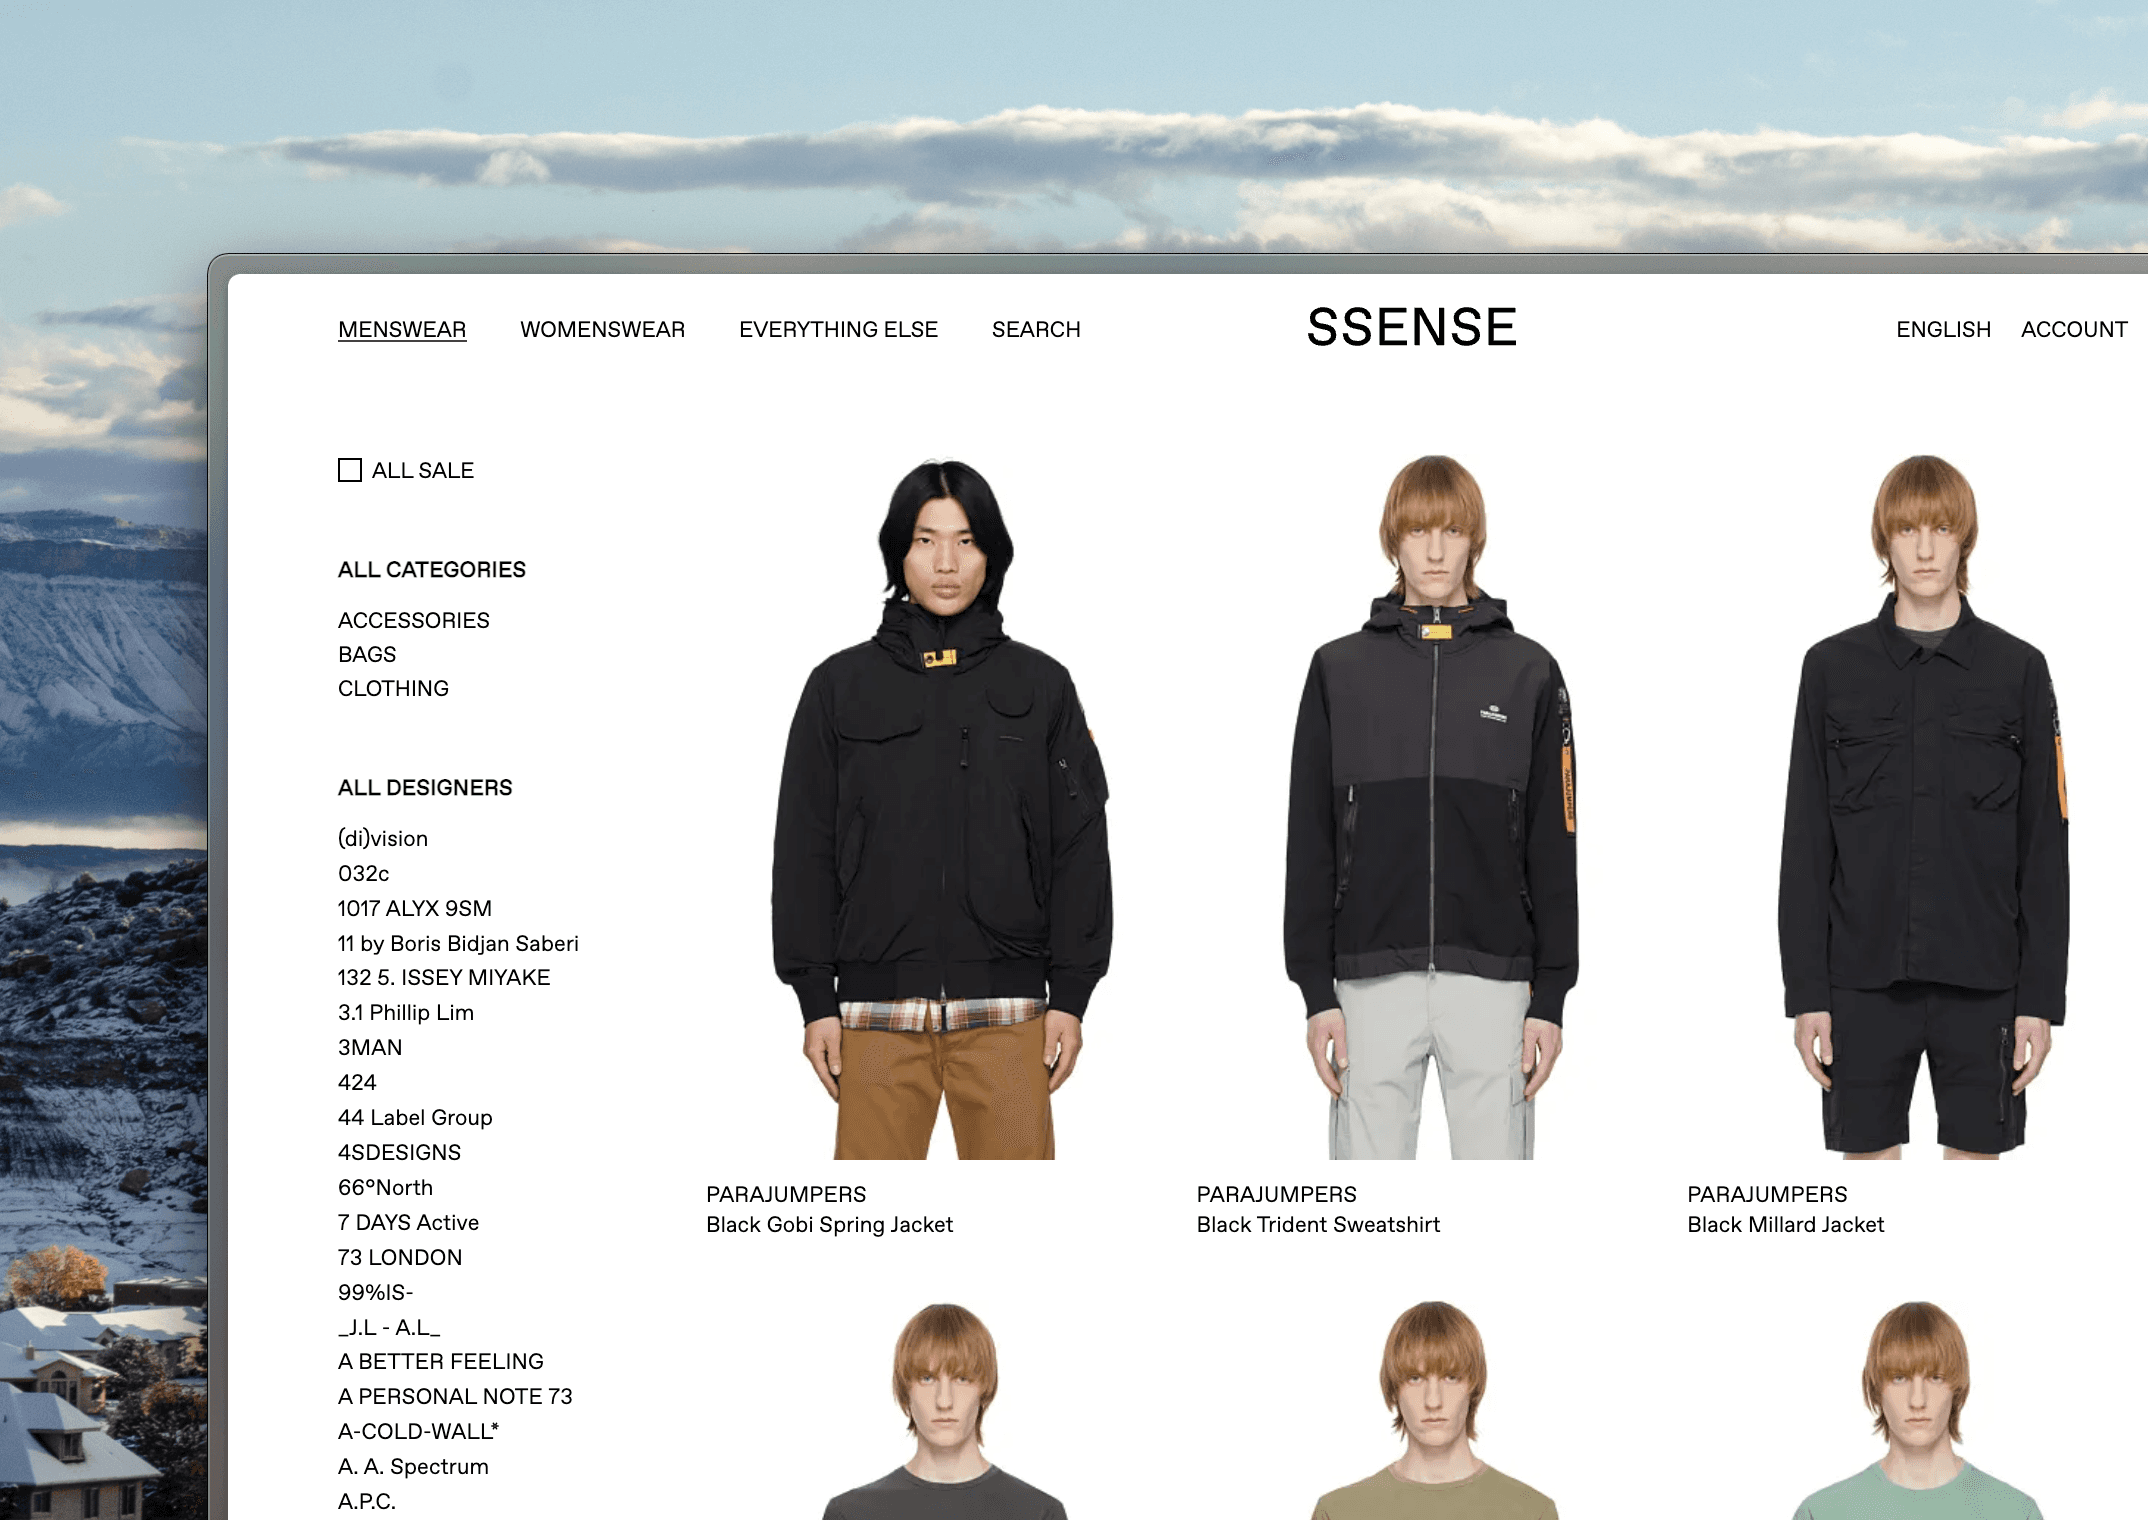 MENSWEAR WOMENSWEAR EVERYTHING ELSE SEARCH SSENSE ENGLISH ACCOUNT
ALL SALE
ALL CATEGORIES
ACCESSORIES
BAGS
CLOTHING
ALL DESIGNERS
(di)vision
032c
1017 ALYX 9SM
11 by Boris Bidjan Saberi
132 5. ISSEY MIYAKE
3.1 Phillip Lim
3MAN
424
44 Label Group
4SDESIGNS
66°North
7 DAYS Active
73 LONDON
99%IS-
_J.L - A.L_
A BETTER FEELING
A PERSONAL NOTE 73
A-COLD-WALL*
A. A. Spectrum
A.P.C.
PARAJUMPERS
Black Gobi Spring Jacket
PARAJUMPERS
Black Trident Sweatshirt
PARAJUMPERS
Black Millard Jacket